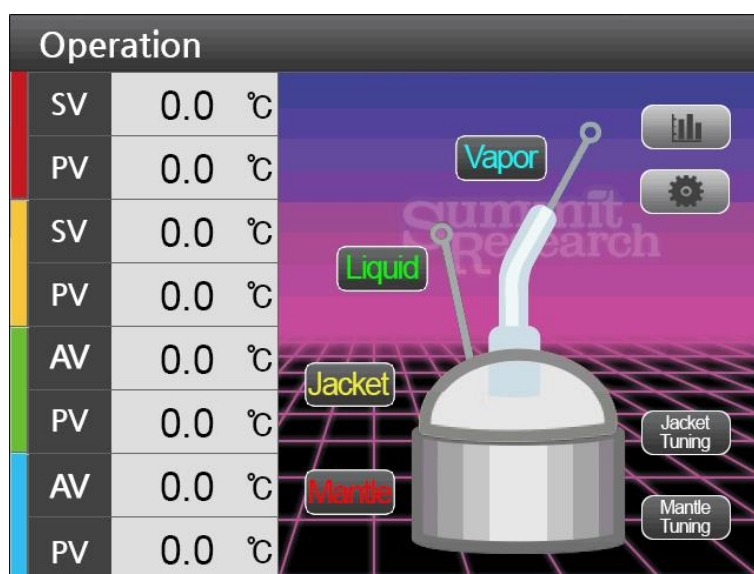 Operation
SV 0.0 ℃
PV 0.0 ℃
SV 0.0 ℃
PV 0.0 ℃
AV 0.0 ℃
PV 0.0 ℃
AV 0.0 ℃
PV 0.0 ℃
Vapor
Summit
Research
Liquid
Jacket
Jacket
Tuning
Mantle
Mantle
Tuning